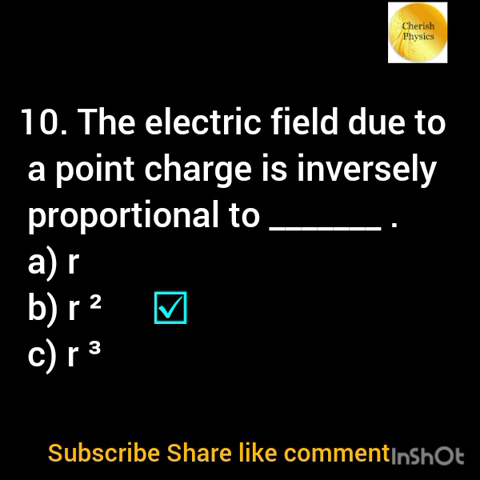 Cherish
Physics
10. The electric field due to
a point charge is inversely
proportional to _______ .
a) r
b) r ² ☑
c) r ³
Subscribe Share like comment
InShOt